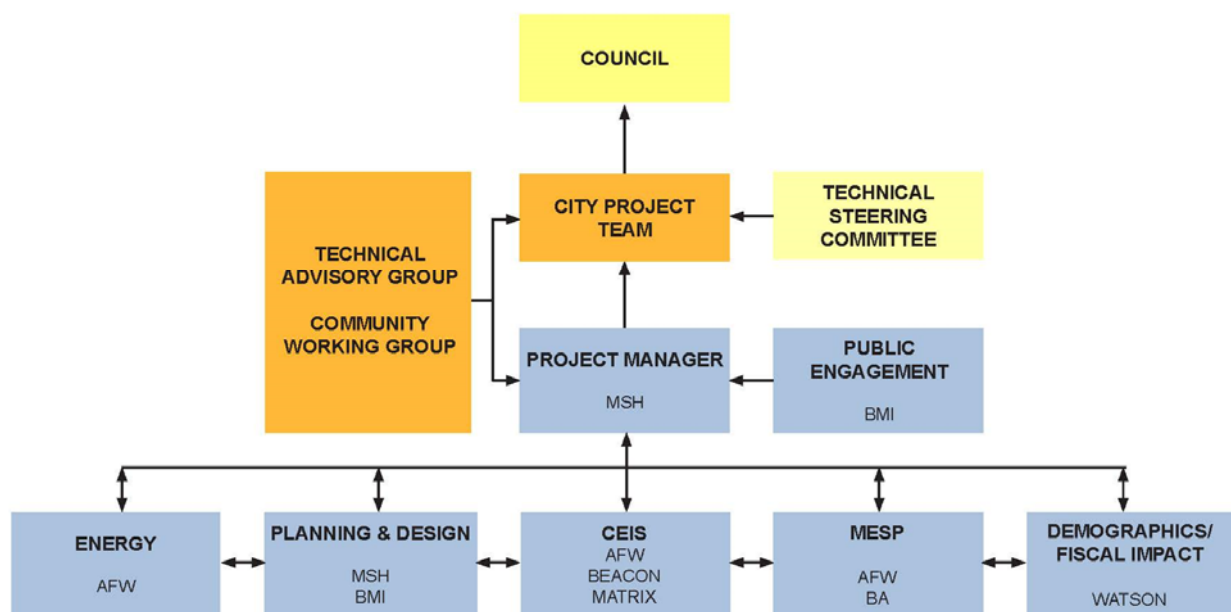 COUNCIL
CITY PROJECT
TEAM
TECHNICAL
STEERING
COMMITTEE
TECHNICAL
ADVISORY GROUP
COMMUNITY
WORKING GROUP
PROJECT MANAGER
MSH
PUBLIC
ENGAGEMENT
BMI
ENERGY
AFW
PLANNING & DESIGN
MSH
BMI
CEIS
AFW
BEACON
MATRIX
MESP
AFW
BA
DEMOGRAPHICS/
FISCAL IMPACT
WATSON